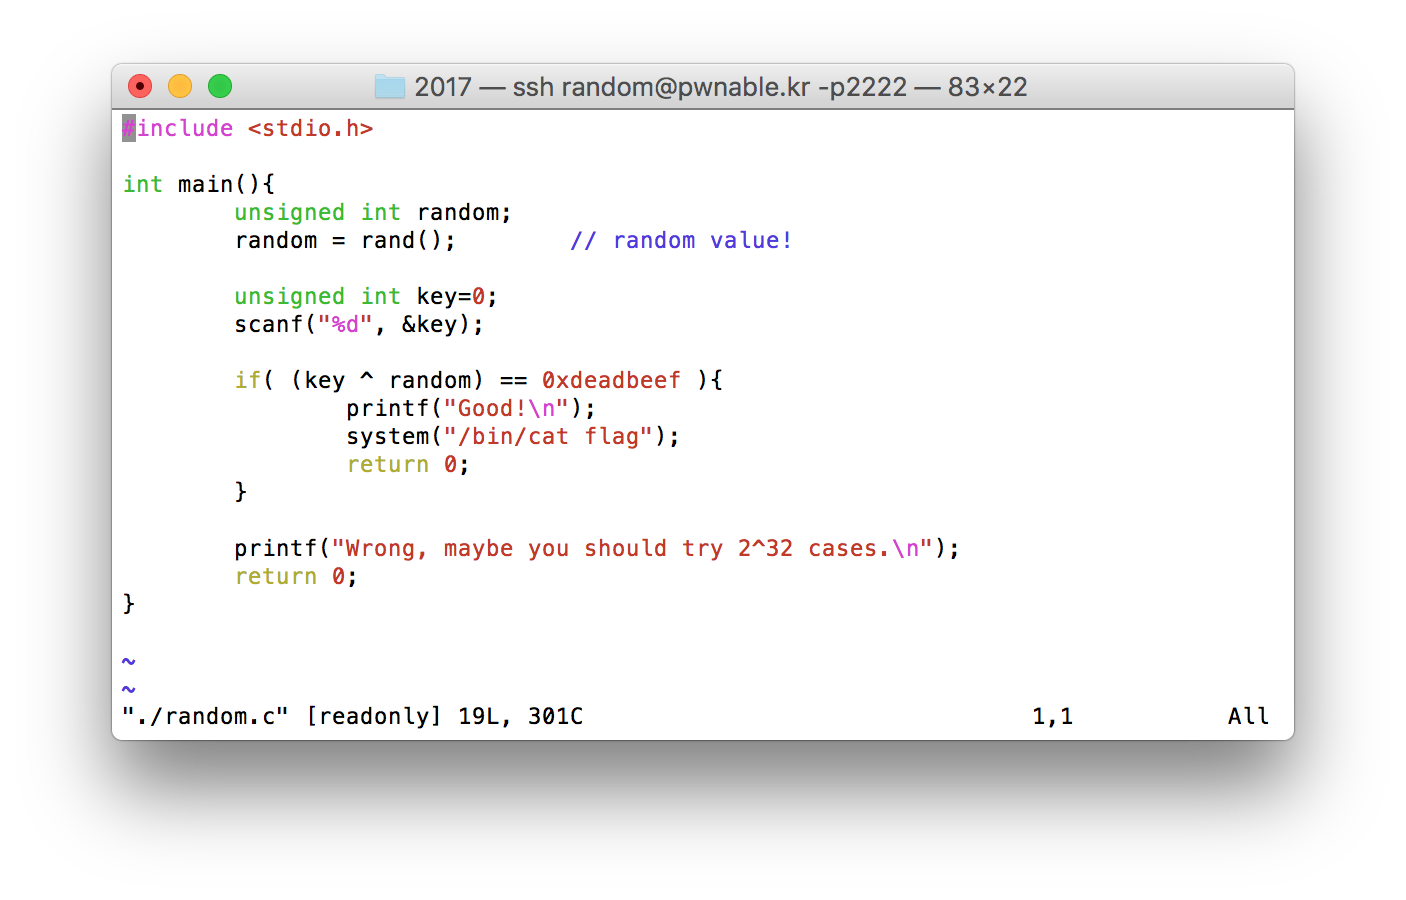 2017 — ssh random@pwnable.kr -p2222 — 83×22
#include <stdio.h>
int main(){
        unsigned int random;
        random = rand();        // random value!
        unsigned int key=0;
        scanf("%d", &key);
        if( (key ^ random) == 0xdeadbeef ){
                printf("Good!\n");
                system("/bin/cat flag");
                return 0;
        }
        printf("Wrong, maybe you should try 2^32 cases.\n");
        return 0;
}
~
~
"./random.c" [readonly] 19L, 301C 1,1 All